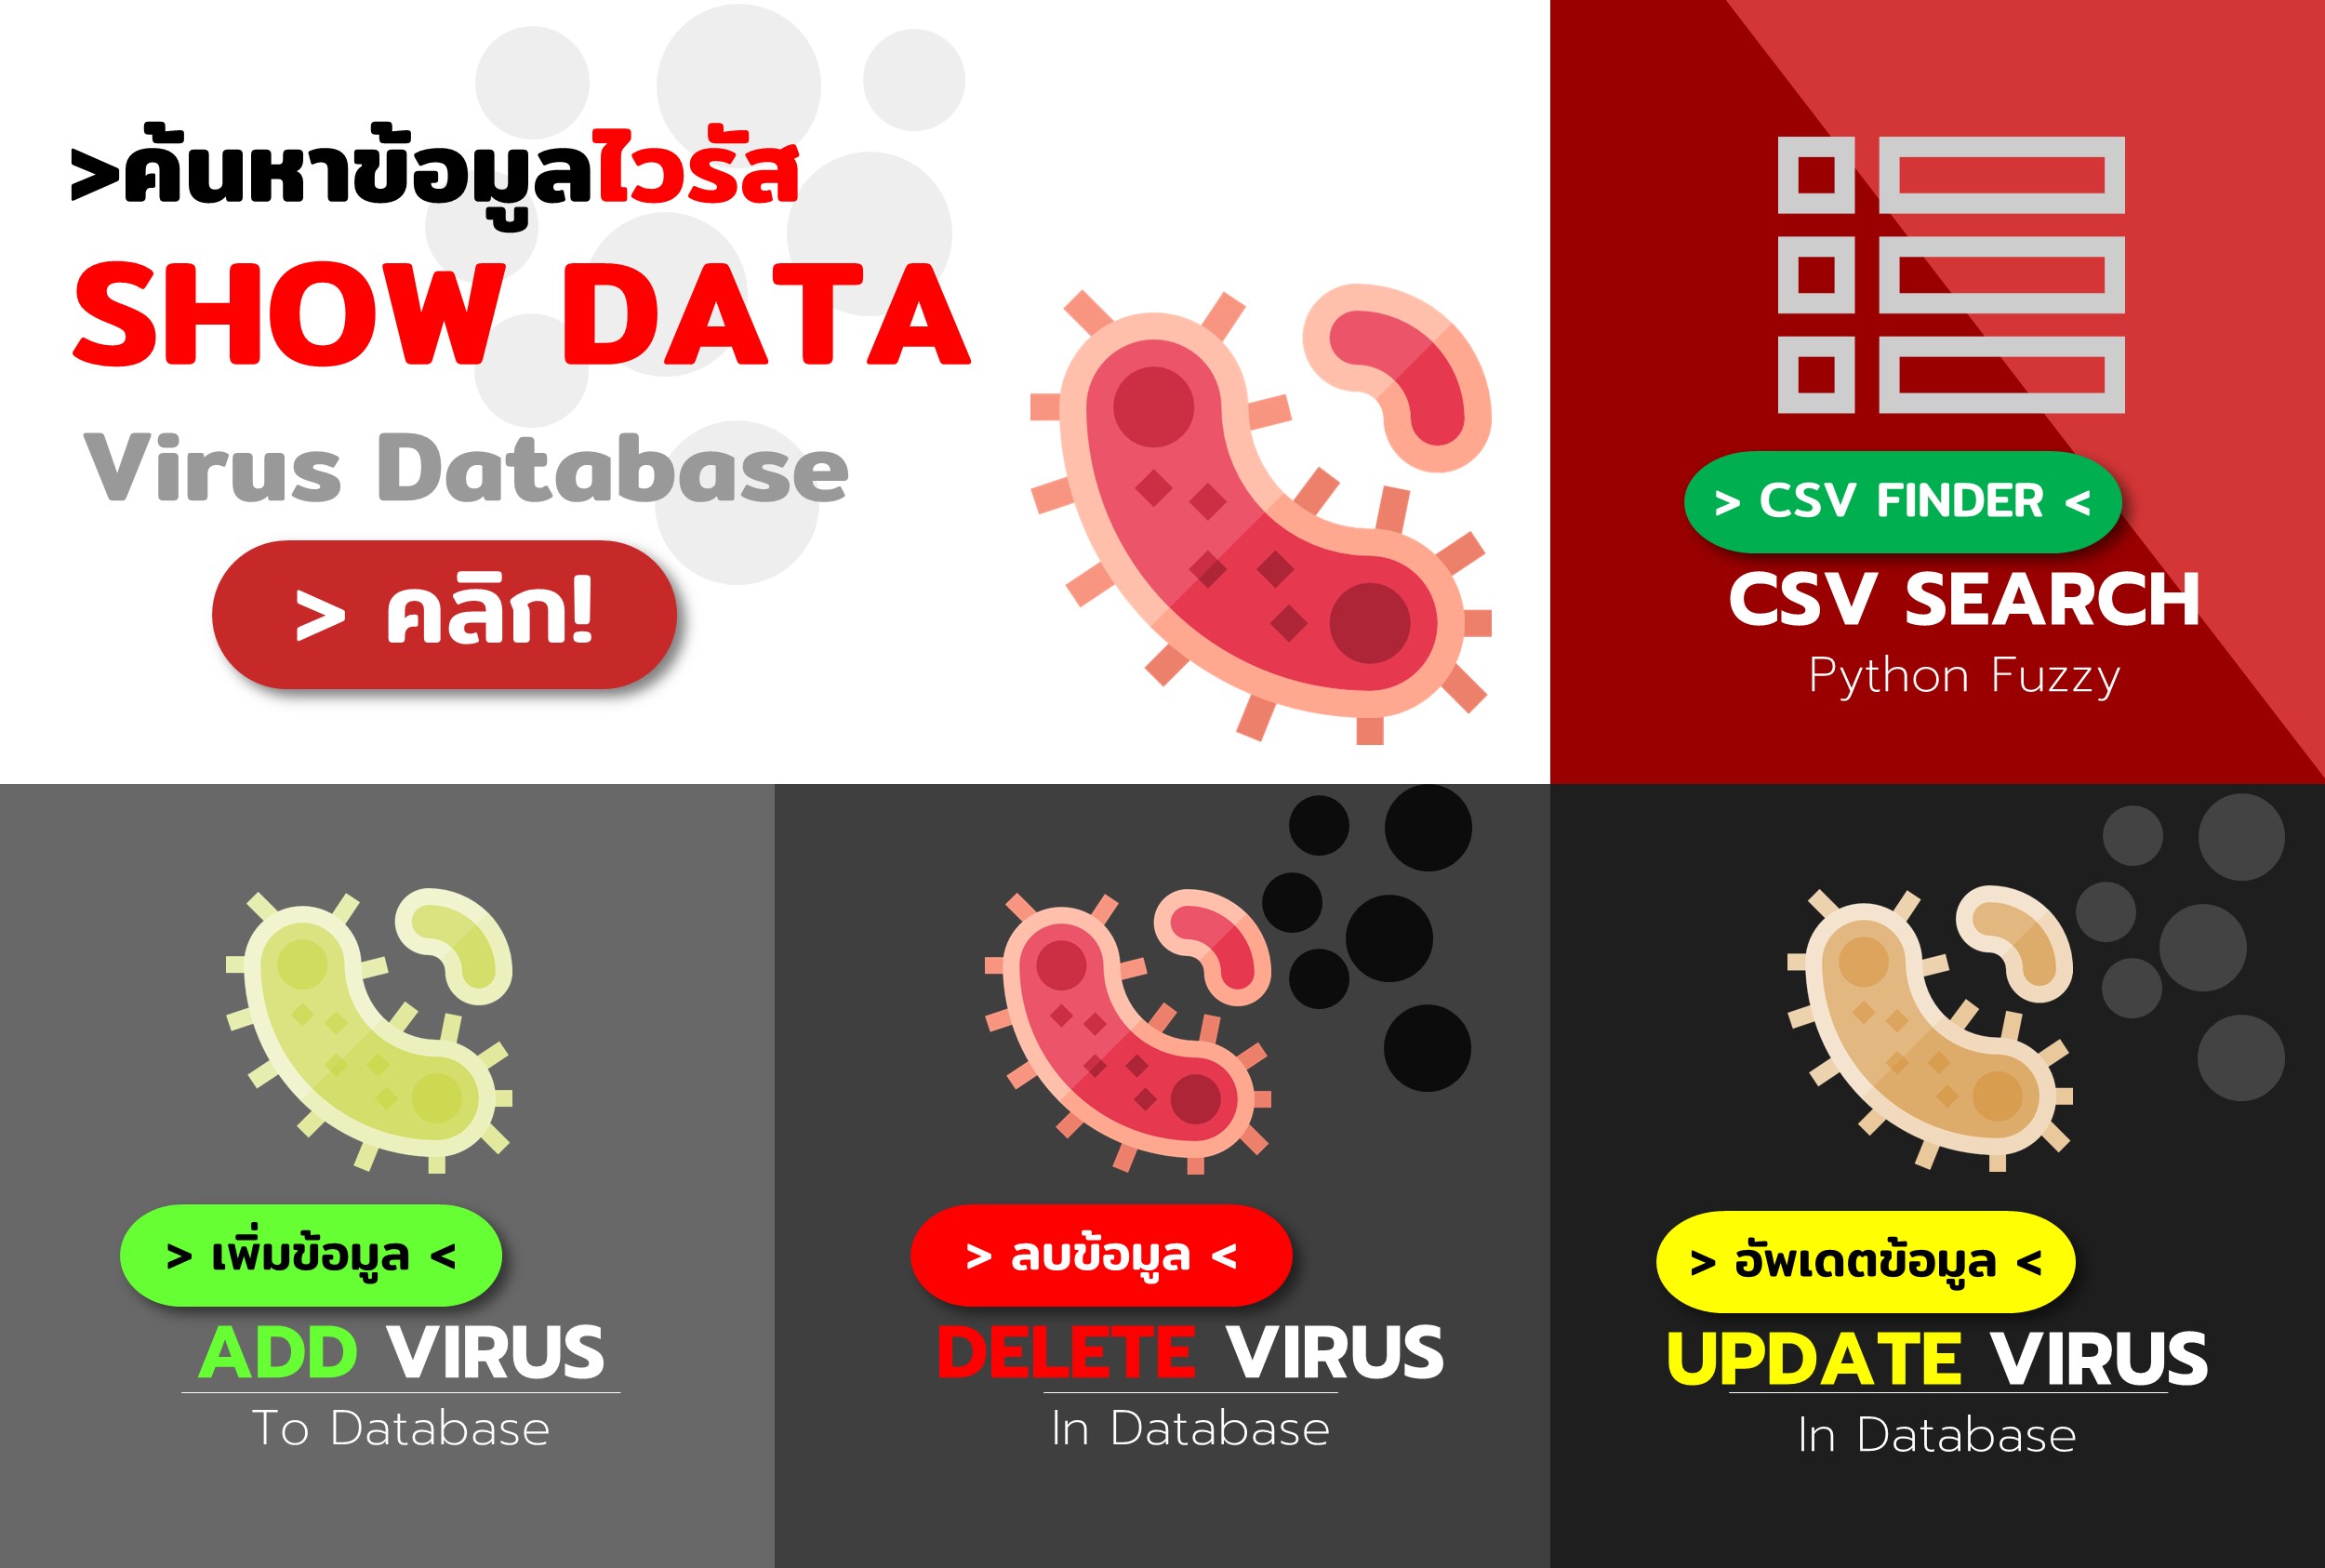 >ค้นหาข้อมูลไวรัส
SHOW DATA
Virus Database
> คลิก!
> CSV FINDER <
CSV SEARCH
Python Fuzzy
> เพิ่มข้อมูล <
ADD VIRUS
To Database
> ลบข้อมูล <
DELETE VIRUS
In Database
> อัพเดตข้อมูล <
UPDATE VIRUS
In Database